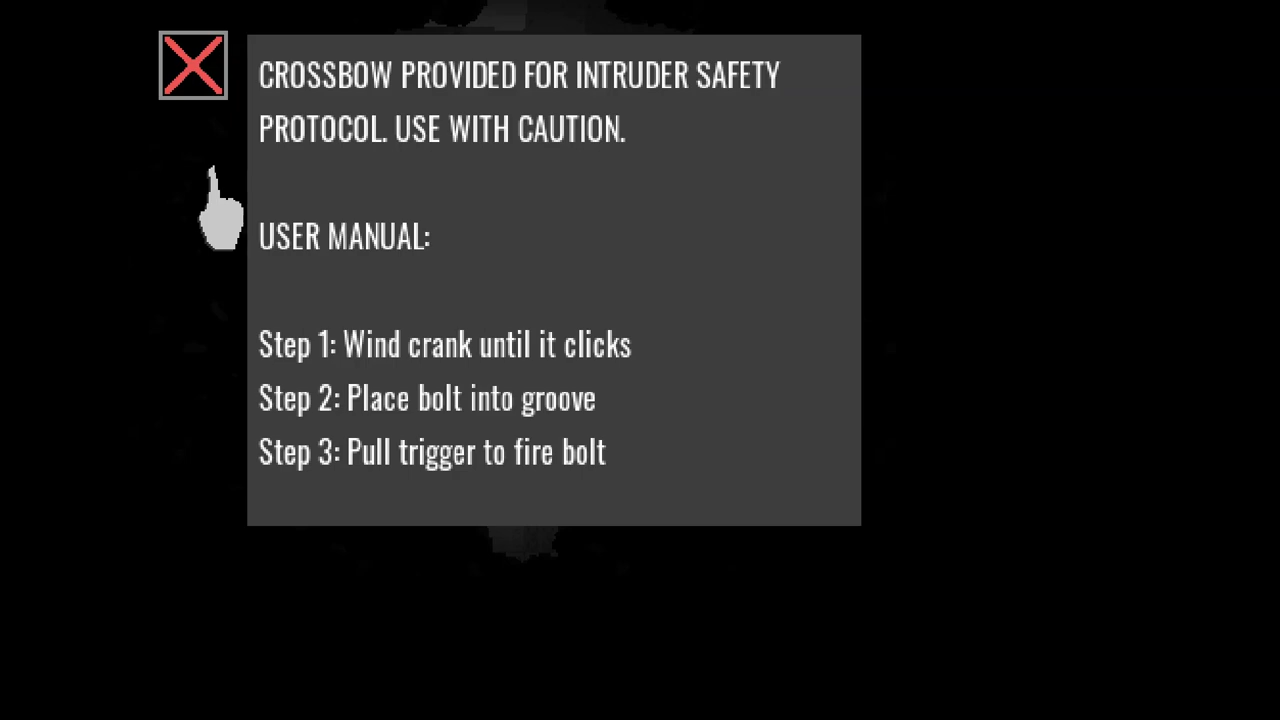 CROSSBOW PROVIDED FOR INTRUDER SAFETY
PROTOCOL. USE WITH CAUTION.
USER MANUAL:
Step 1: Wind crank until it clicks
Step 2: Place bolt into groove
Step 3: Pull trigger to fire bolt